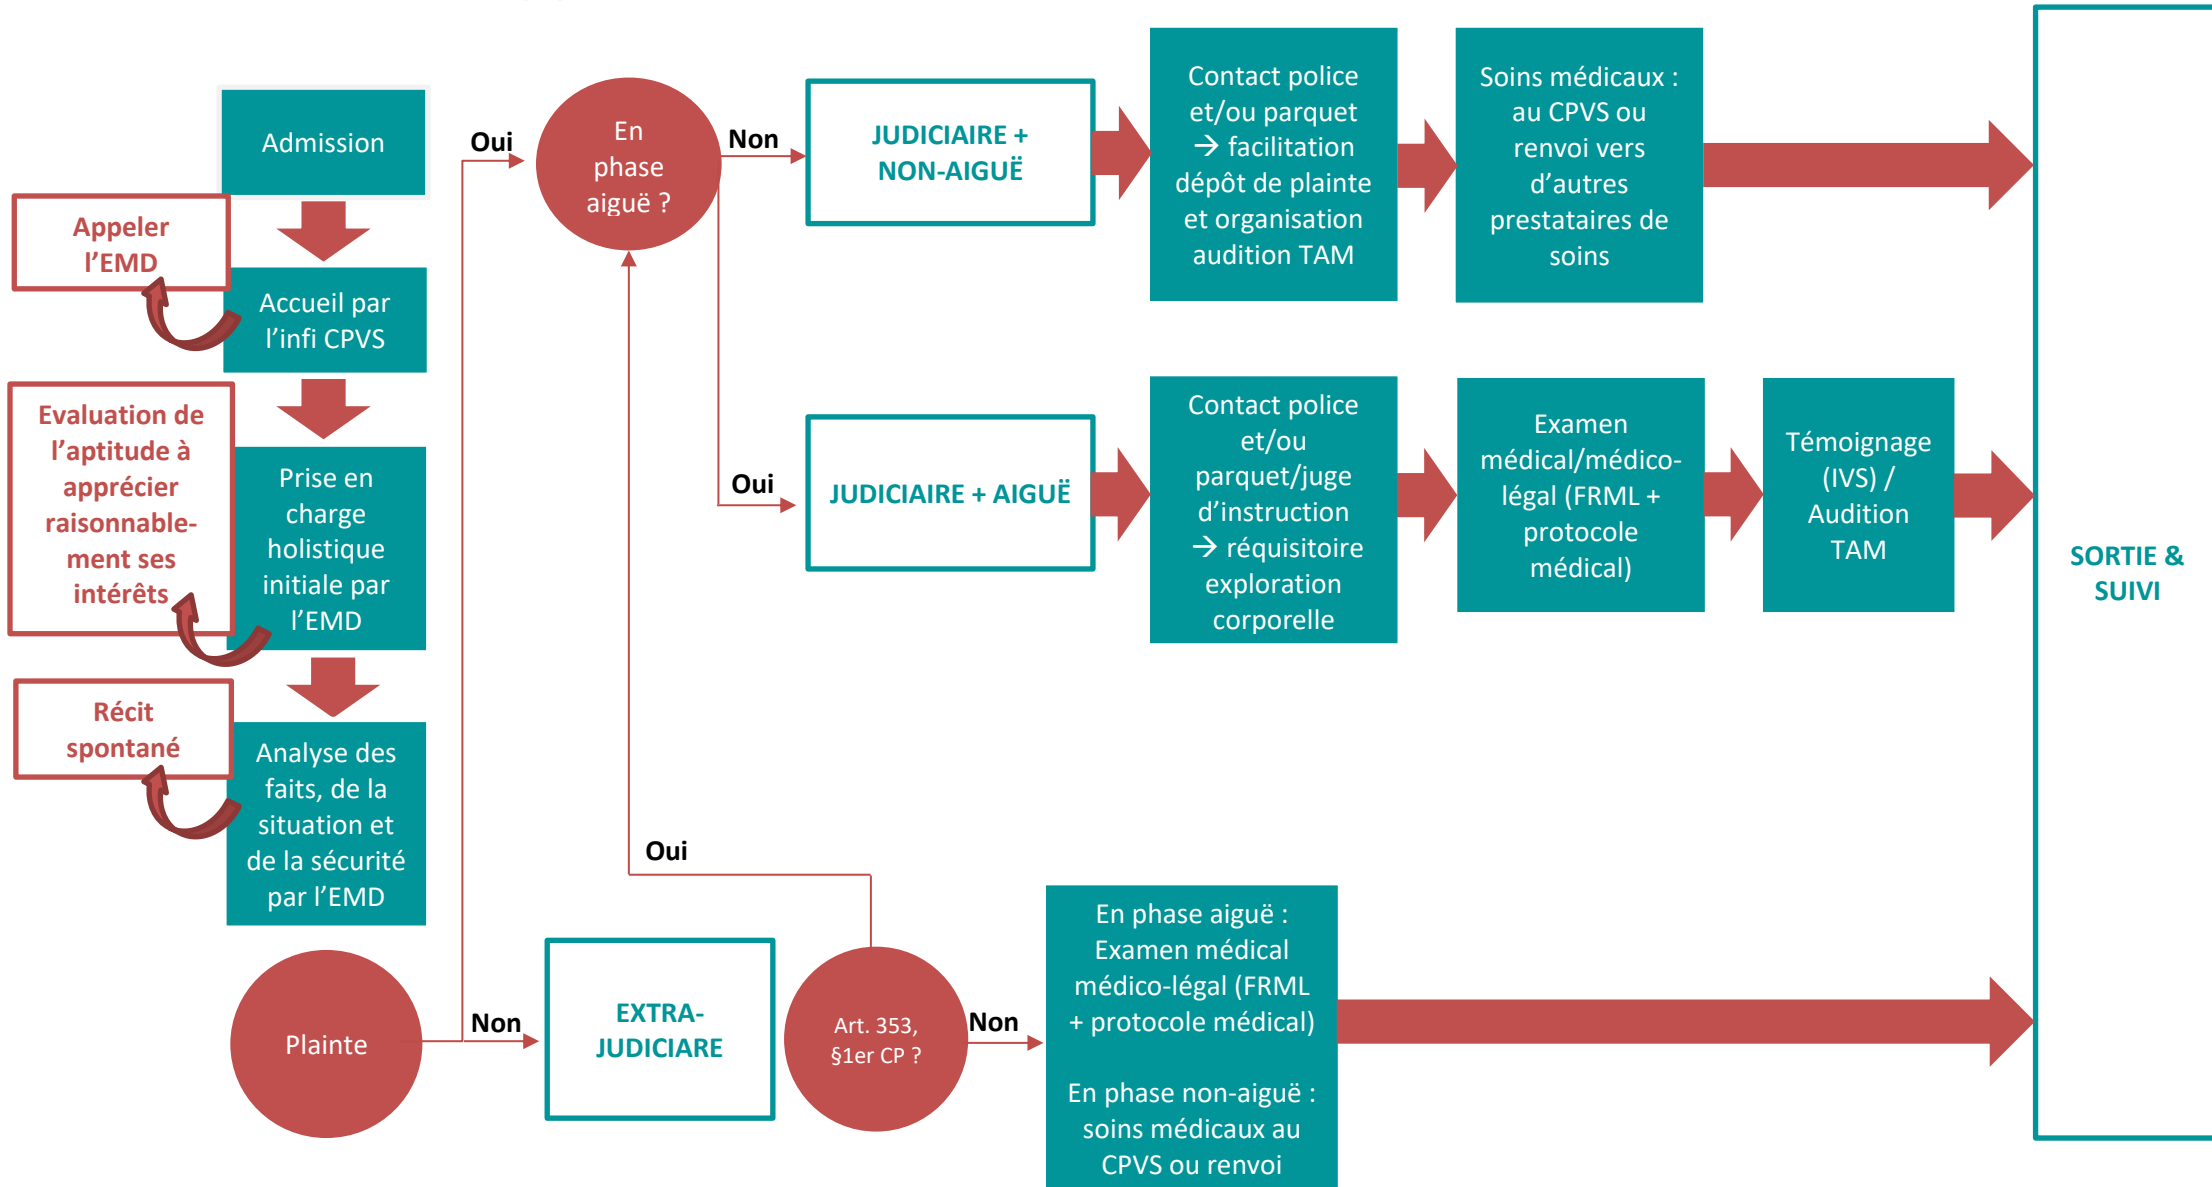 Admission
Appeler
l’EMD
Accueil par
l’infi CPVS
Evaluation de
l’aptitude à
apprécier
raisonnable-
ment ses
intérêts
Prise en
charge
holistique
initiale par
l’EMD
Récit
spontané
Analyse des
faits, de la
situation et
de la sécurité
par l’EMD
Plainte
Oui
Non
En
phase
aiguë ?
Non
Oui
JUDICIAIRE +
NON-AIGUË
Contact police
et/ou parquet
→ facilitation
dépôt de plainte
et organisation
audition TAM
Soins médicaux :
au CPVS ou
renvoi vers
d’autres
prestataires de
soins
JUDICIAIRE + AIGUË
Contact police
et/ou
parquet/juge
d’instruction
→ réquisitoire
exploration
corporelle
Examen
médical/médico-
légal (FRML +
protocole
médical)
Témoignage
(IVS) /
Audition
TAM
EXTRA-
JUDICIARE
Art. 353,
§1er CP ?
Oui
Non
En phase aiguë :
Examen médical
médico-légal (FRML
+ protocole médical)
En phase non-aiguë :
soins médicaux au
CPVS ou renvoi
SORTIE &
SUIVI